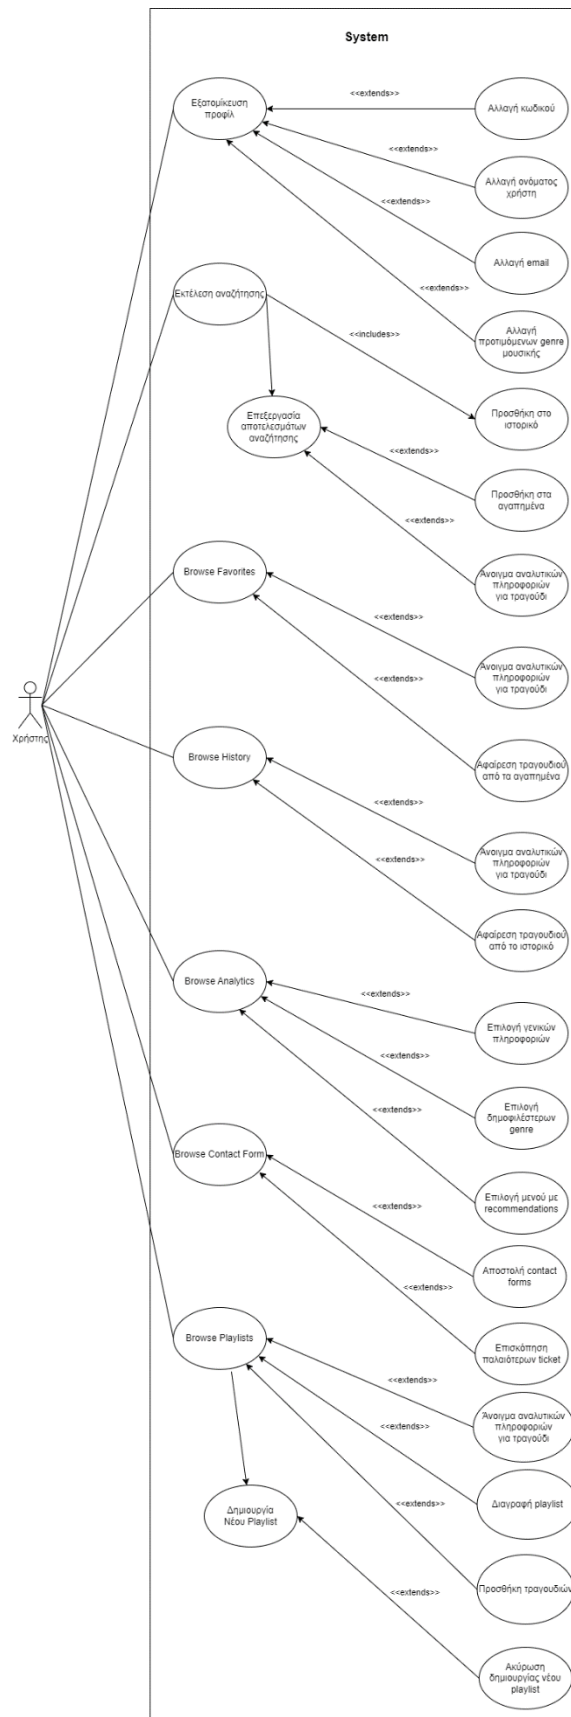 System
Εξατομίκευση
προφίλ
<<extends>>
Αλλαγή κωδικού
<<extends>>
Αλλαγή ονόματος
χρήστη
<<extends>>
Αλλαγή email
<<extends>>
Αλλαγή
προτιμόμενων genre
μουσικής
Εκτέλεση αναζήτησης
<<includes>>
Προσθήκη στο
ιστορικό
Επεξεργασία
αποτελεσμάτων
αναζήτησης
<<extends>>
Προσθήκη στα
αγαπημένα
<<extends>>
Άνοιγμα αναλυτικών
πληροφοριών
για τραγούδι
Browse Favorites
<<extends>>
Άνοιγμα αναλυτικών
πληροφοριών
για τραγούδι
<<extends>>
Αφαίρεση τραγουδιού
από τα αγαπημένα
Χρήστης
Browse History
<<extends>>
Άνοιγμα αναλυτικών
πληροφοριών
για τραγούδι
<<extends>>
Αφαίρεση τραγουδιού
από το ιστορικό
Browse Analytics
<<extends>>
Επιλογή γενικών
πληροφοριών
<<extends>>
Επιλογή
δημοφιλέστερων
genre
<<extends>>
Επιλογή μενού με
recommendations
Browse Contact Form
<<extends>>
Αποστολή contact
forms
<<extends>>
Επισκόπηση
παλαιότερων ticket
Browse Playlists
<<extends>>
Άνοιγμα αναλυτικών
πληροφοριών
για τραγούδι
<<extends>>
Διαγραφή playlist
<<extends>>
Προσθήκη τραγουδιών
Δημιουργία
Νέου Playlist
<<extends>>
Ακύρωση
δημιουργίας νέου
playlist